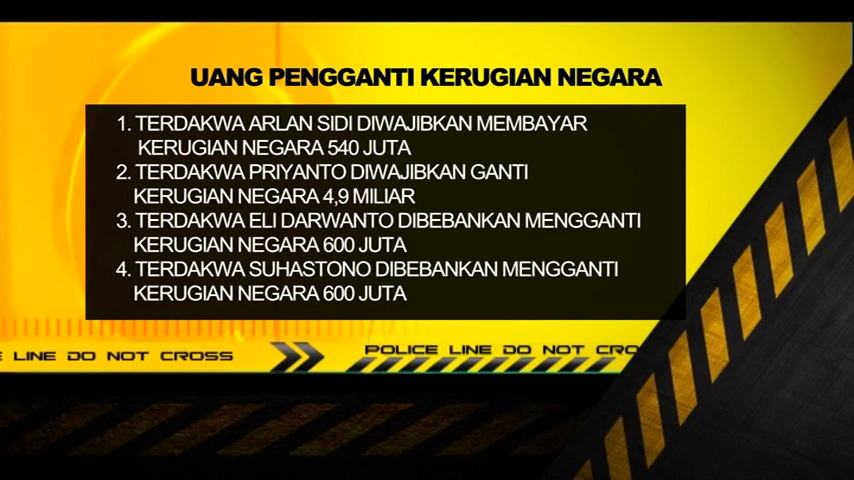 UANG PENGGANTI KERUGIAN NEGARA
1. TERDAKWA ARLAN SIDI DIWAJIBKAN MEMBAYAR
KERUGIAN NEGARA 540 JUTA
2. TERDAKWA PRIYANTO DIWAJIBKAN GANTI
KERUGIAN NEGARA 4,9 MILIAR
3. TERDAKWA ELI DARWANTO DIBEBANKAN MENGGANTI
KERUGIAN NEGARA 600 JUTA
4. TERDAKWA SUHASTONO DIBEBANKAN MENGGANTI
KERUGIAN NEGARA 600 JUTA
E LINE DO NOT CROSS
POLICE LINE DO NOT CRO